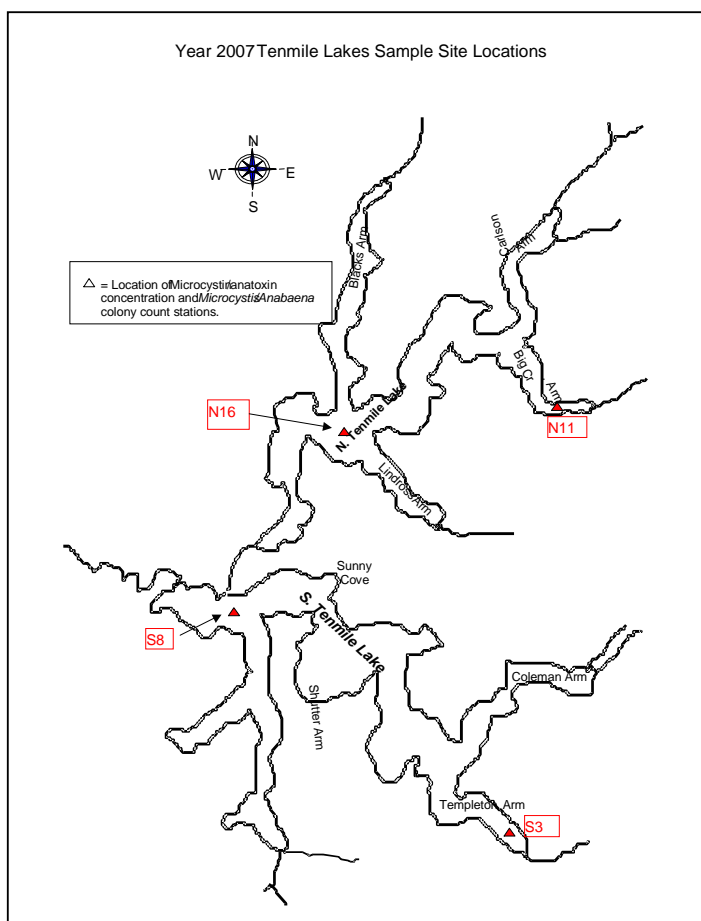 Year 2007 Tenmile Lakes Sample Site Locations
N
W
E
S
Blacks Arm
Carlson
Arm
= Location of Microcystin/anatoxin
concentration and Microcystis/Anabaena
colony count stations.
Big Cr
Arm
N16
N. Tenmile Lake
N11
Lindross Arm
Sunny
Cove
S. Tenmile Lake
S8
Shutter Arm
Coleman Arm
Templeton Arm
S3